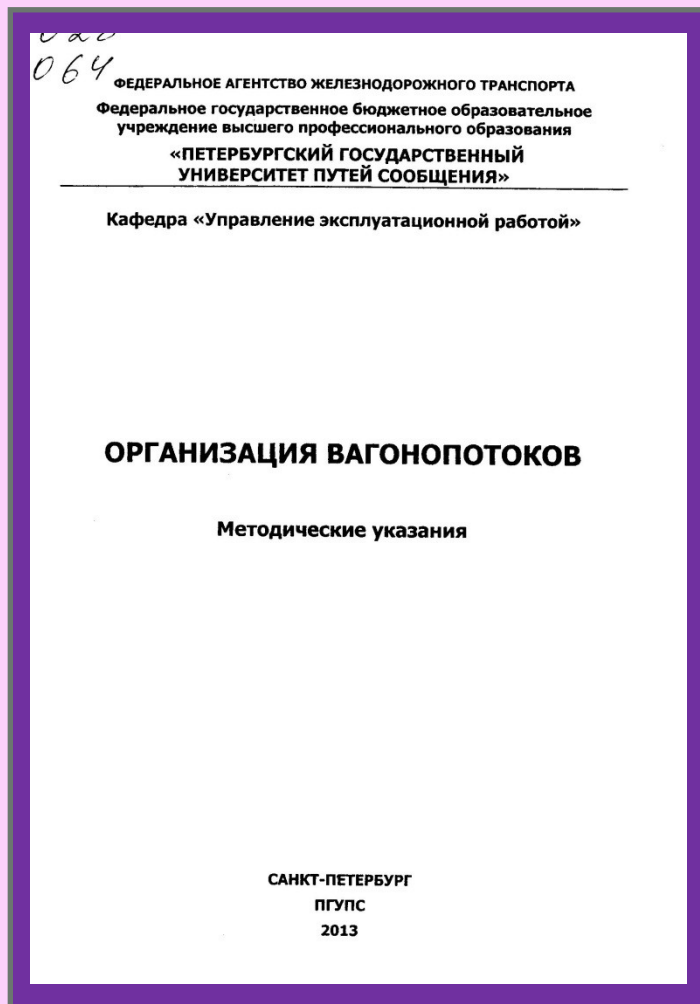 064
ФЕДЕРАЛЬНОЕ АГЕНТСТВО ЖЕЛЕЗНОДОРОЖНОГО ТРАНСПОРТА
Федеральное государственное бюджетное образовательное
учреждение высшего профессионального образования
«ПЕТЕРБУРГСКИЙ ГОСУДАРСТВЕННЫЙ
УНИВЕРСИТЕТ ПУТЕЙ СООБЩЕНИЯ»
Кафедра «Управление эксплуатационной работой»
ОРГАНИЗАЦИЯ ВАГОНОПОТОКОВ
Методические указания
САНКТ-ПЕТЕРБУРГ
ПГУПС
2013